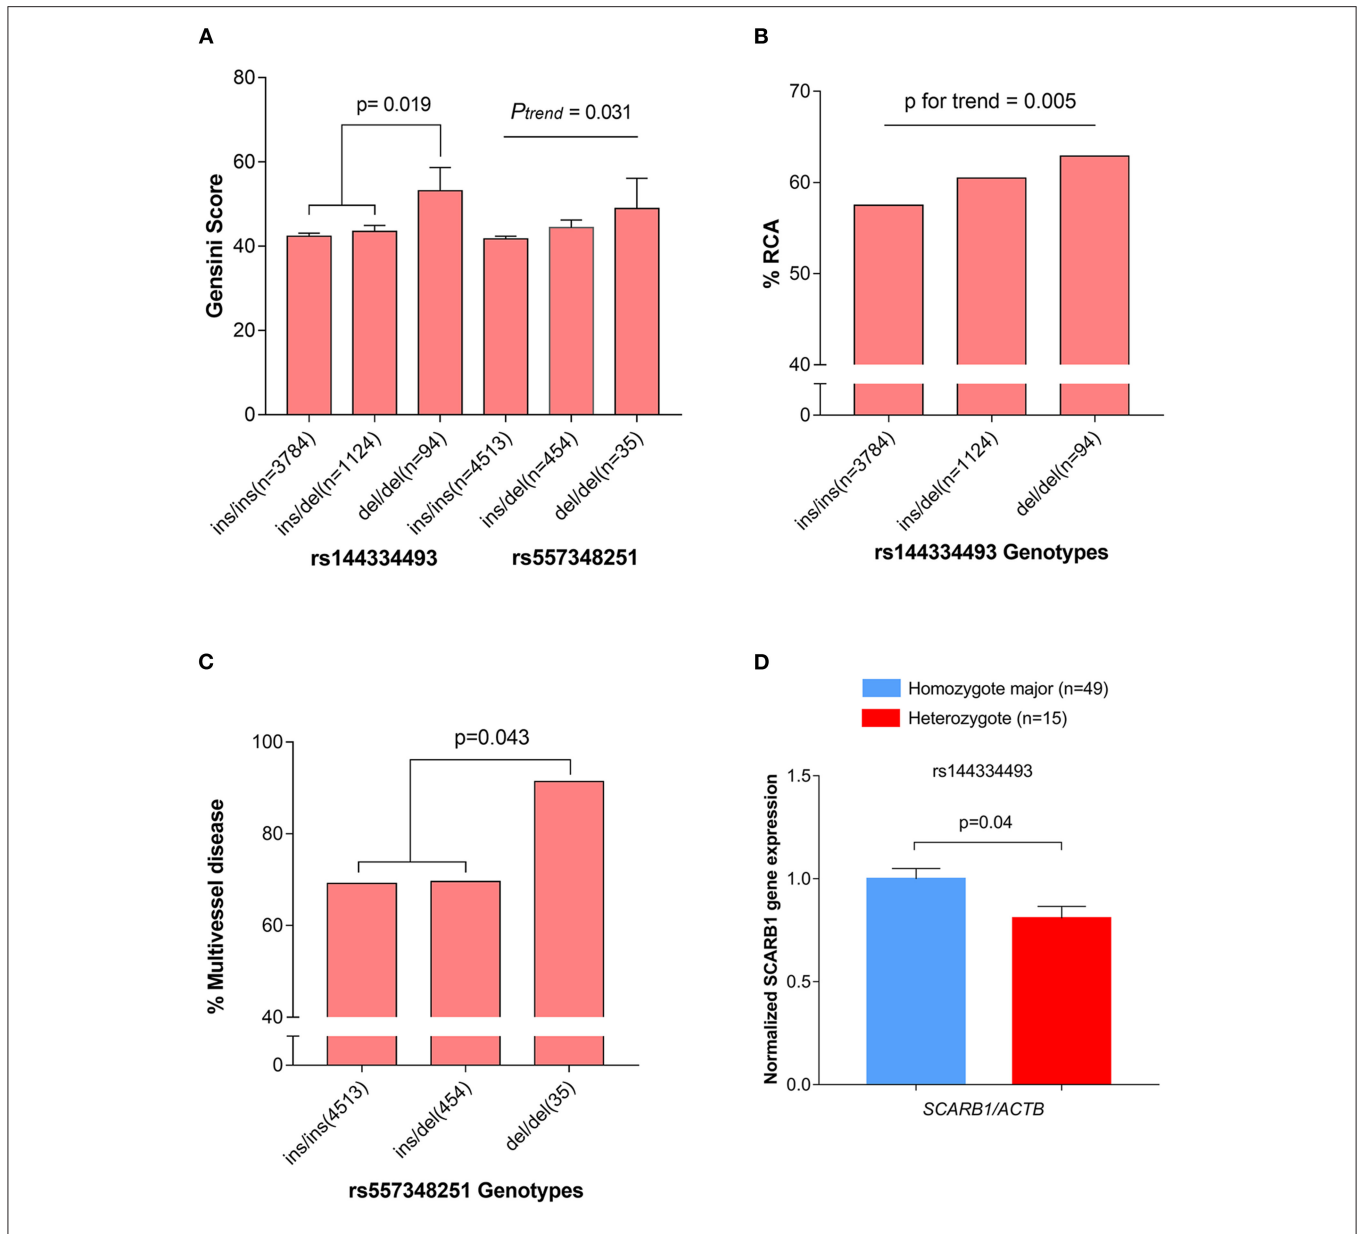 A
Gensini Score
80
60
40
20
0
p= 0.019
Ptrend = 0.031
ins/ins(n=3784)
ins/del(n=1124)
del/del(n=94)
ins/ins(n=4513)
ins/del(n=454)
del/del(n=35)
rs144334493
rs557348251
B
% RCA
70
60
50
40
0
p for trend = 0.005
ins/ins(n=3784)
ins/del(n=1124)
del/del(n=94)
rs144334493 Genotypes
C
% Multivessel disease
100
80
60
40
0
p=0.043
ins/ins(4513)
ins/del(454)
del/del(35)
rs557348251 Genotypes
D
Homozygote major (n=49)
Heterozygote (n=15)
rs144334493
Normalized SCARB1 gene expression
1.5
1.0
0.5
0.0
p=0.04
SCARB1/ACTB